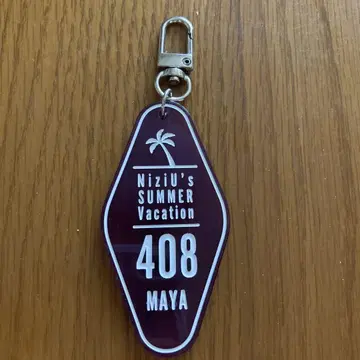 NiziU's
SUMMER
Vacation
408
MAYA